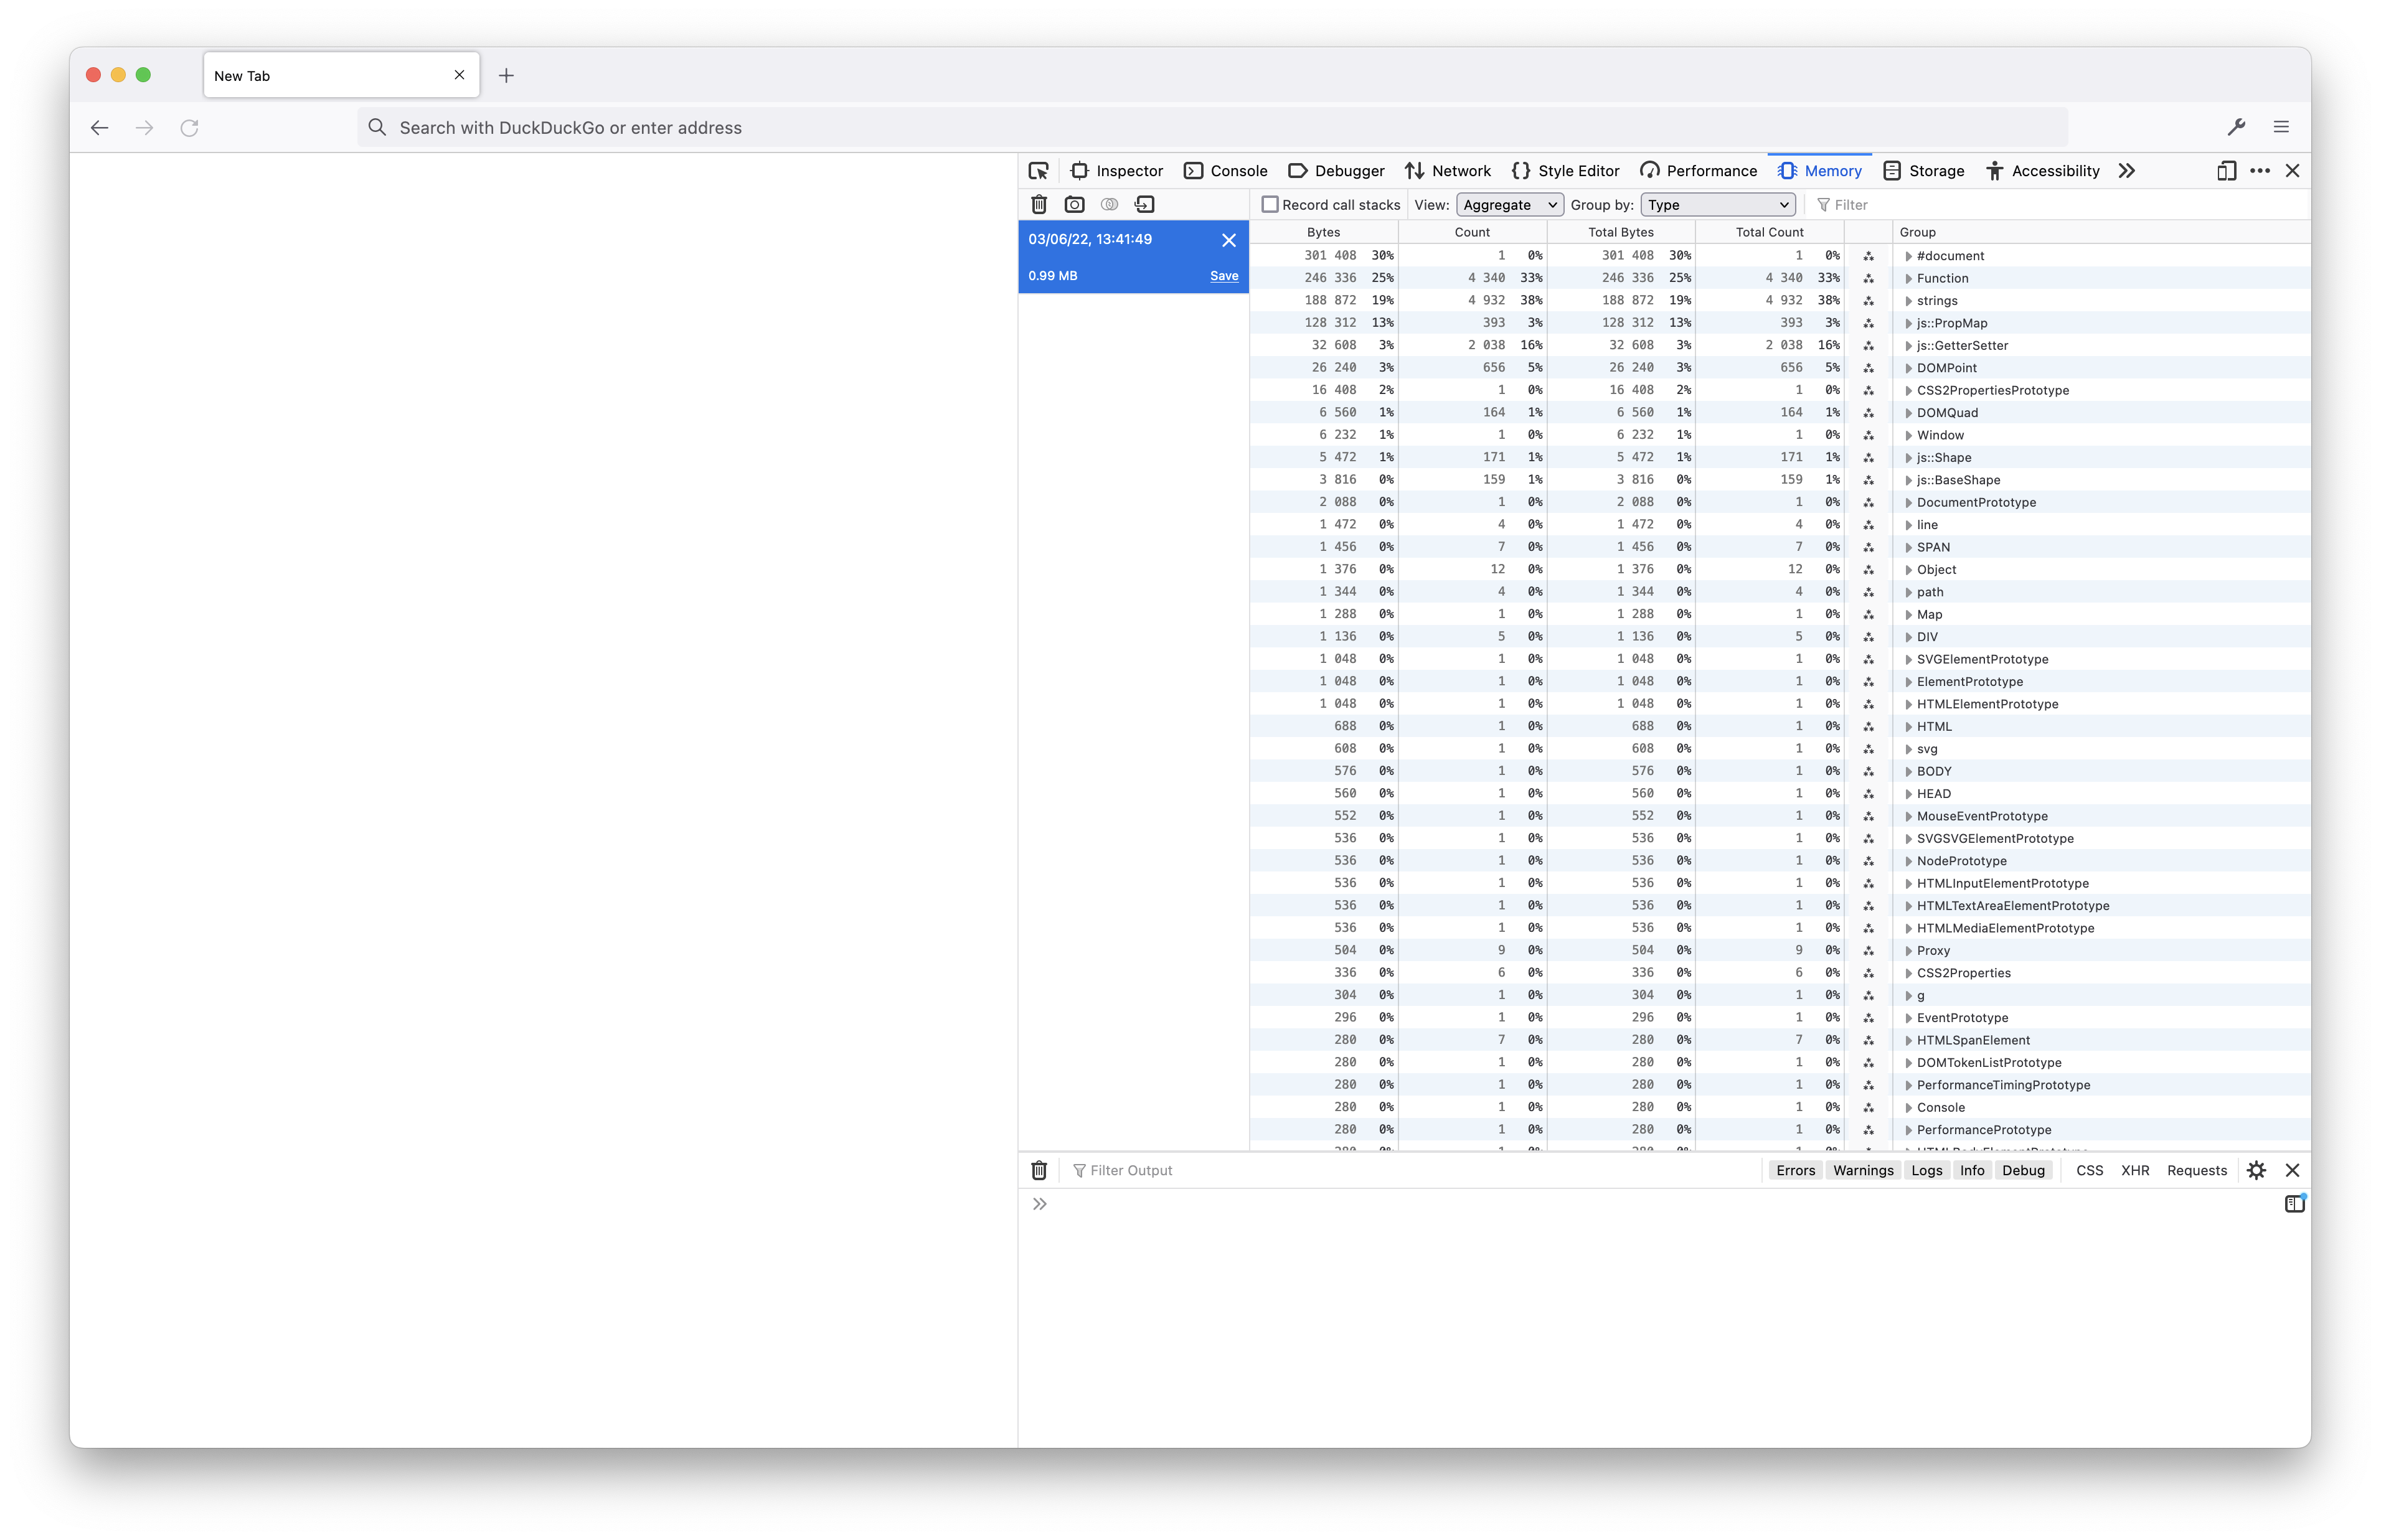 New Tab
Search with DuckDuckGo or enter address
Inspector Console Debugger Network Style Editor Performance Memory Storage Accessibility
Record call stacks View: Aggregate Group by: Type Filter
03/06/22, 13:41:49
0.99 MB Save
Bytes Count Total Bytes Total Count Group
301 408 30% 1 0% 301 408 30% 1 0% #document
246 336 25% 4 340 33% 246 336 25% 4 340 33% Function
188 872 19% 4 932 38% 188 872 19% 4 932 38% strings
128 312 13% 393 3% 128 312 13% 393 3% js::PropMap
32 608 3% 2 038 16% 32 608 3% 2 038 16% js::GetterSetter
26 240 3% 656 5% 26 240 3% 656 5% DOMPoint
16 408 2% 1 0% 16 408 2% 1 0% CSS2PropertiesPrototype
6 560 1% 164 1% 6 560 1% 164 1% DOMQuad
6 232 1% 1 0% 6 232 1% 1 0% Window
5 472 1% 171 1% 5 472 1% 171 1% js::Shape
3 816 0% 159 1% 3 816 0% 159 1% js::BaseShape
2 088 0% 1 0% 2 088 0% 1 0% DocumentPrototype
1 472 0% 4 0% 1 472 0% 4 0% line
1 456 0% 7 0% 1 456 0% 7 0% SPAN
1 376 0% 12 0% 1 376 0% 12 0% Object
1 344 0% 4 0% 1 344 0% 4 0% path
1 288 0% 1 0% 1 288 0% 1 0% Map
1 136 0% 5 0% 1 136 0% 5 0% DIV
1 048 0% 1 0% 1 048 0% 1 0% SVGElementPrototype
1 048 0% 1 0% 1 048 0% 1 0% ElementPrototype
1 048 0% 1 0% 1 048 0% 1 0% HTMLElementPrototype
688 0% 1 0% 688 0% 1 0% HTML
608 0% 1 0% 608 0% 1 0% svg
576 0% 1 0% 576 0% 1 0% BODY
560 0% 1 0% 560 0% 1 0% HEAD
552 0% 1 0% 552 0% 1 0% MouseEventPrototype
536 0% 1 0% 536 0% 1 0% SVGSVGElementPrototype
536 0% 1 0% 536 0% 1 0% NodePrototype
536 0% 1 0% 536 0% 1 0% HTMLInputElementPrototype
536 0% 1 0% 536 0% 1 0% HTMLTextAreaElementPrototype
536 0% 1 0% 536 0% 1 0% HTMLMediaElementPrototype
504 0% 9 0% 504 0% 9 0% Proxy
336 0% 6 0% 336 0% 6 0% CSS2Properties
304 0% 1 0% 304 0% 1 0% g
296 0% 1 0% 296 0% 1 0% EventPrototype
280 0% 7 0% 280 0% 7 0% HTMLSpanElement
280 0% 1 0% 280 0% 1 0% DOMTokenListPrototype
280 0% 1 0% 280 0% 1 0% PerformanceTimingPrototype
280 0% 1 0% 280 0% 1 0% Console
280 0% 1 0% 280 0% 1 0% PerformancePrototype
Filter Output Errors Warnings Logs Info Debug CSS XHR Requests